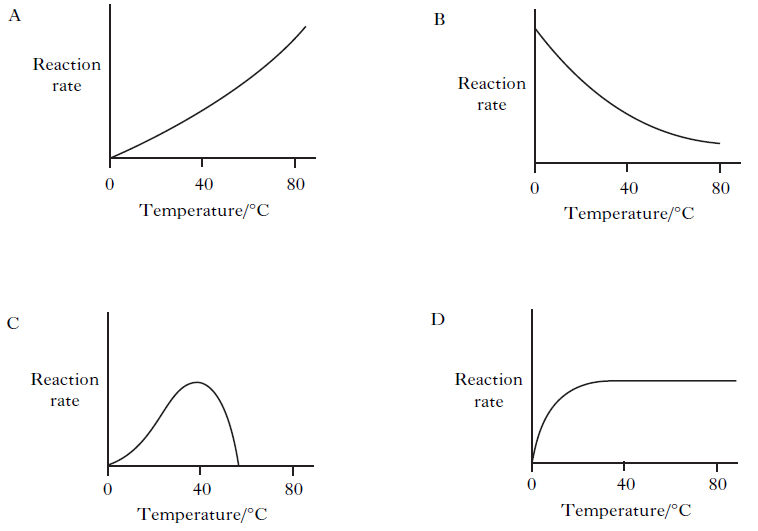 A
Reaction
rate
0 40 80
Temperature/°C
B
Reaction
rate
0 40 80
Temperature/°C
C
Reaction
rate
0 40 80
Temperature/°C
D
Reaction
rate
0 40 80
Temperature/°C